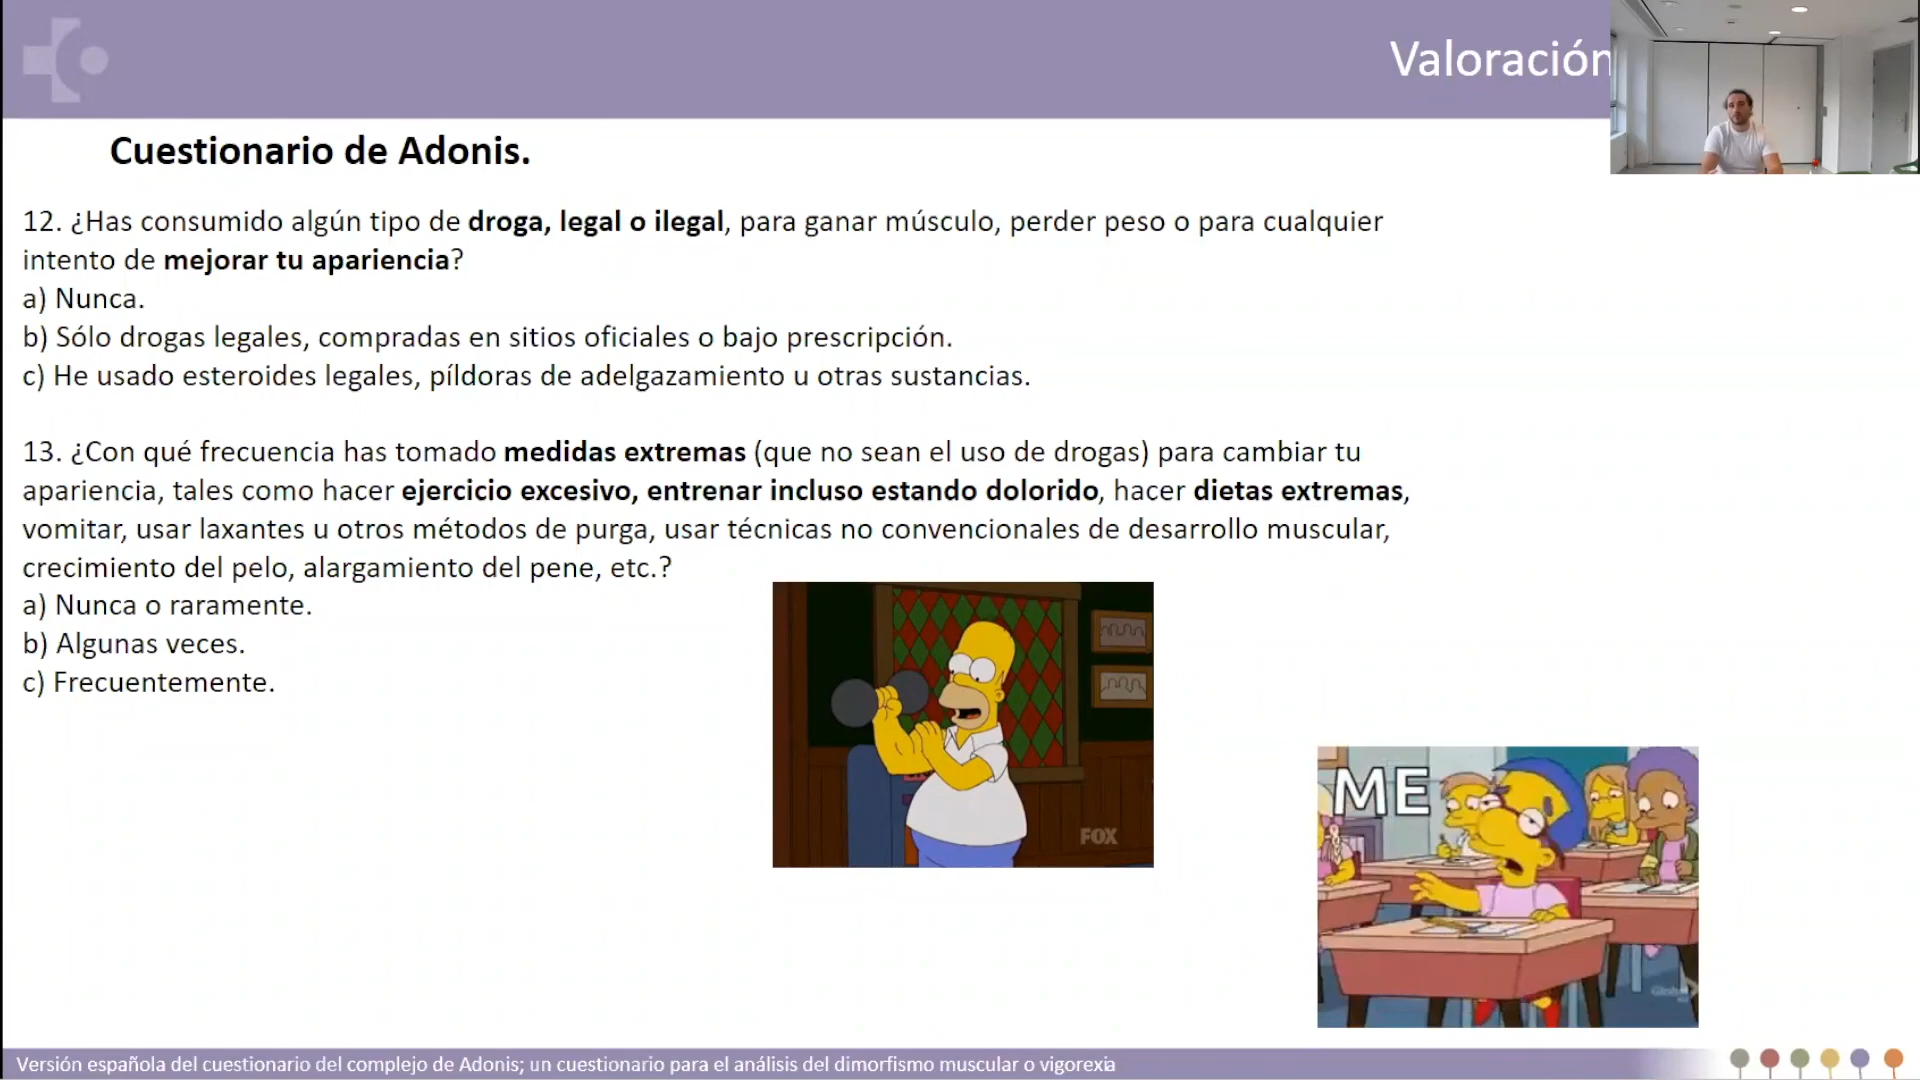 Valoración
Cuestionario de Adonis.
12. ¿Has consumido algún tipo de droga, legal o ilegal, para ganar músculo, perder peso o para cualquier
intento de mejorar tu apariencia?
a) Nunca.
b) Sólo drogas legales, compradas en sitios oficiales o bajo prescripción.
c) He usado esteroides legales, píldoras de adelgazamiento u otras sustancias.
13. ¿Con qué frecuencia has tomado medidas extremas (que no sean el uso de drogas) para cambiar tu
apariencia, tales como hacer ejercicio excesivo, entrenar incluso estando dolorido, hacer dietas extremas,
vomitar, usar laxantes u otros métodos de purga, usar técnicas no convencionales de desarrollo muscular,
crecimiento del pelo, alargamiento del pene, etc.?
a) Nunca o raramente.
b) Algunas veces.
c) Frecuentemente.
FOX
ME
Versión española del cuestionario del complejo de Adonis; un cuestionario para el análisis del dimorfismo muscular o vigorexia